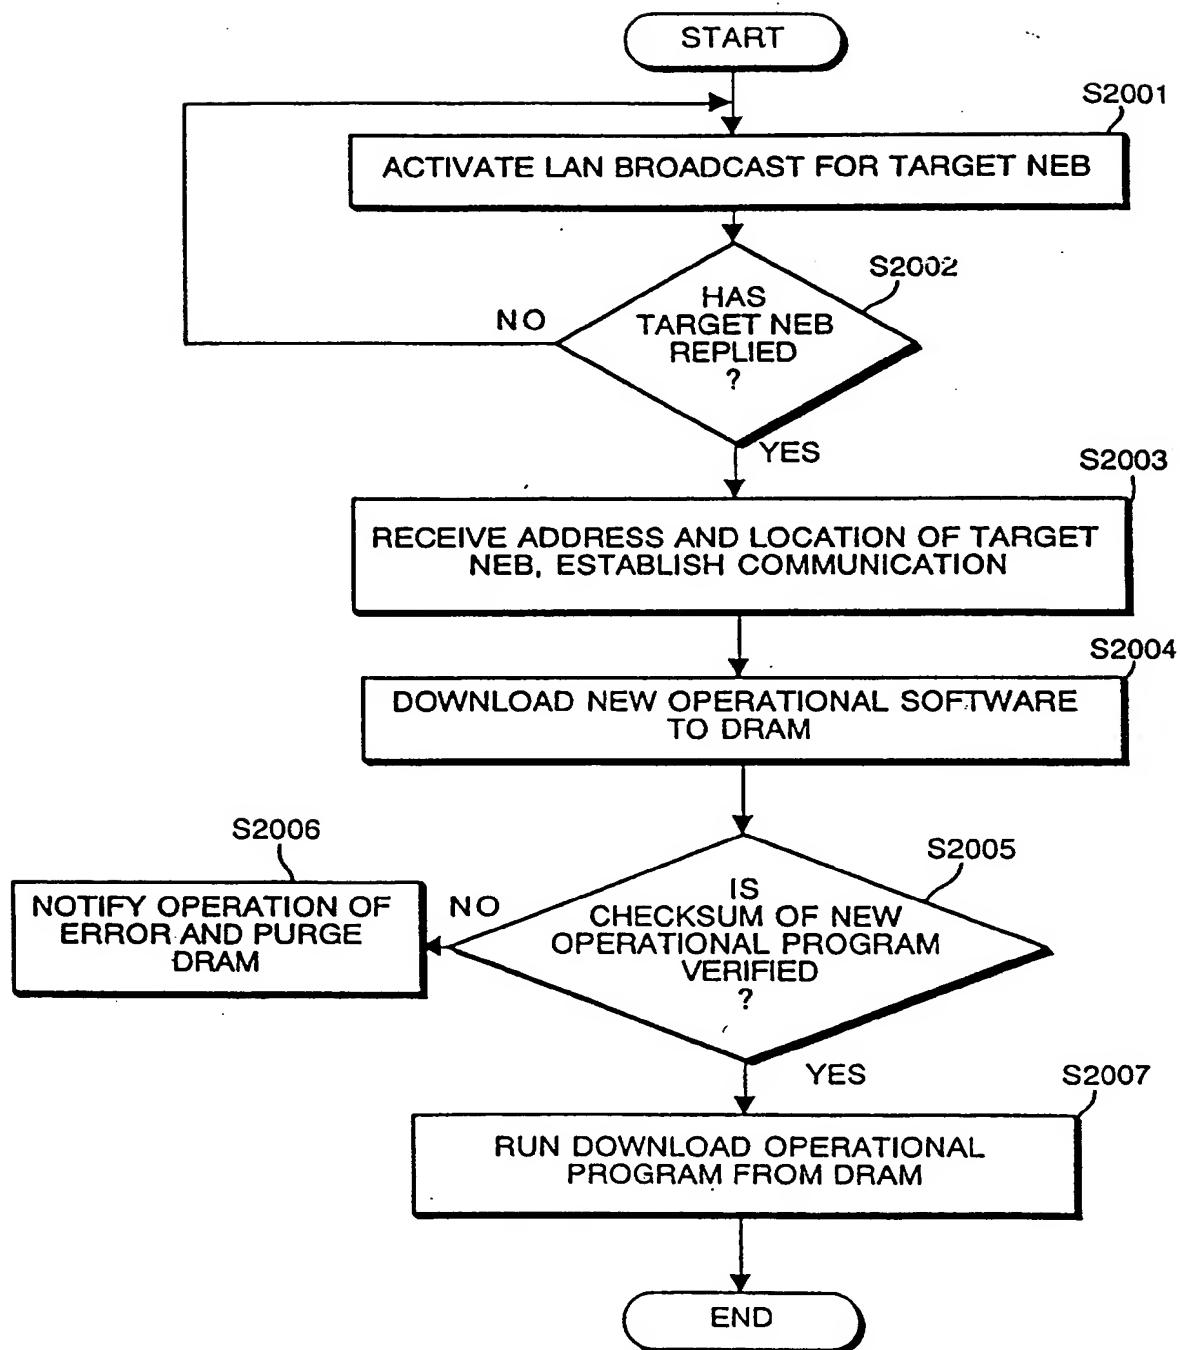 START
S2001
ACTIVATE LAN BROADCAST FOR TARGET NEB
S2002
HAS
TARGET NEB
REPLIED
?
NO
YES
S2003
RECEIVE ADDRESS AND LOCATION OF TARGET
NEB, ESTABLISH COMMUNICATION
S2004
DOWNLOAD NEW OPERATIONAL SOFTWARE
TO DRAM
S2005
IS
CHECKSUM OF NEW
OPERATIONAL PROGRAM
VERIFIED
?
NO
S2006
NOTIFY OPERATION OF
ERROR AND PURGE
DRAM
YES
S2007
RUN DOWNLOAD OPERATIONAL
PROGRAM FROM DRAM
END